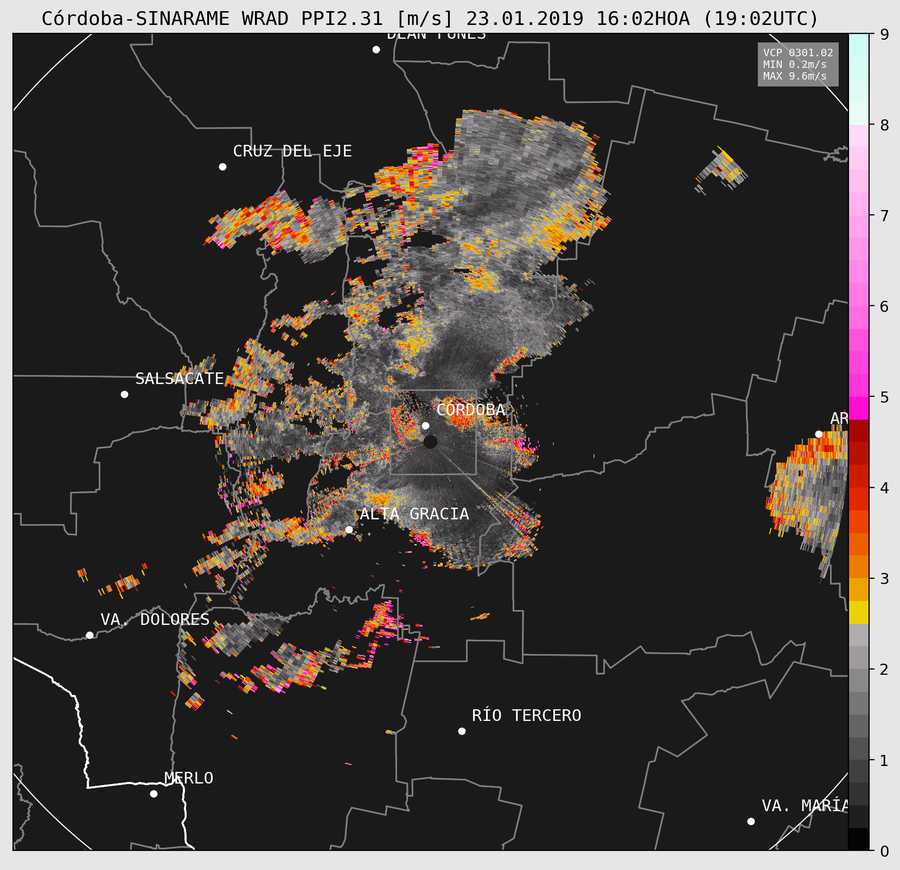 Córdoba-SINARAME WRAD PPI2.31 [m/s] 23.01.2019 16:02HOA (19:02UTC)
DEAN FUNES
VCP 0301.02
MIN 0.2m/s
MAX 9.6m/s
CRUZ DEL EJE
SALSACATE
CÓRDOBA
AR
ALTA GRACIA
VA. DOLORES
RÍO TERCERO
MERLO
VA. MARÍA
9
8
7
6
5
4
3
2
1
0